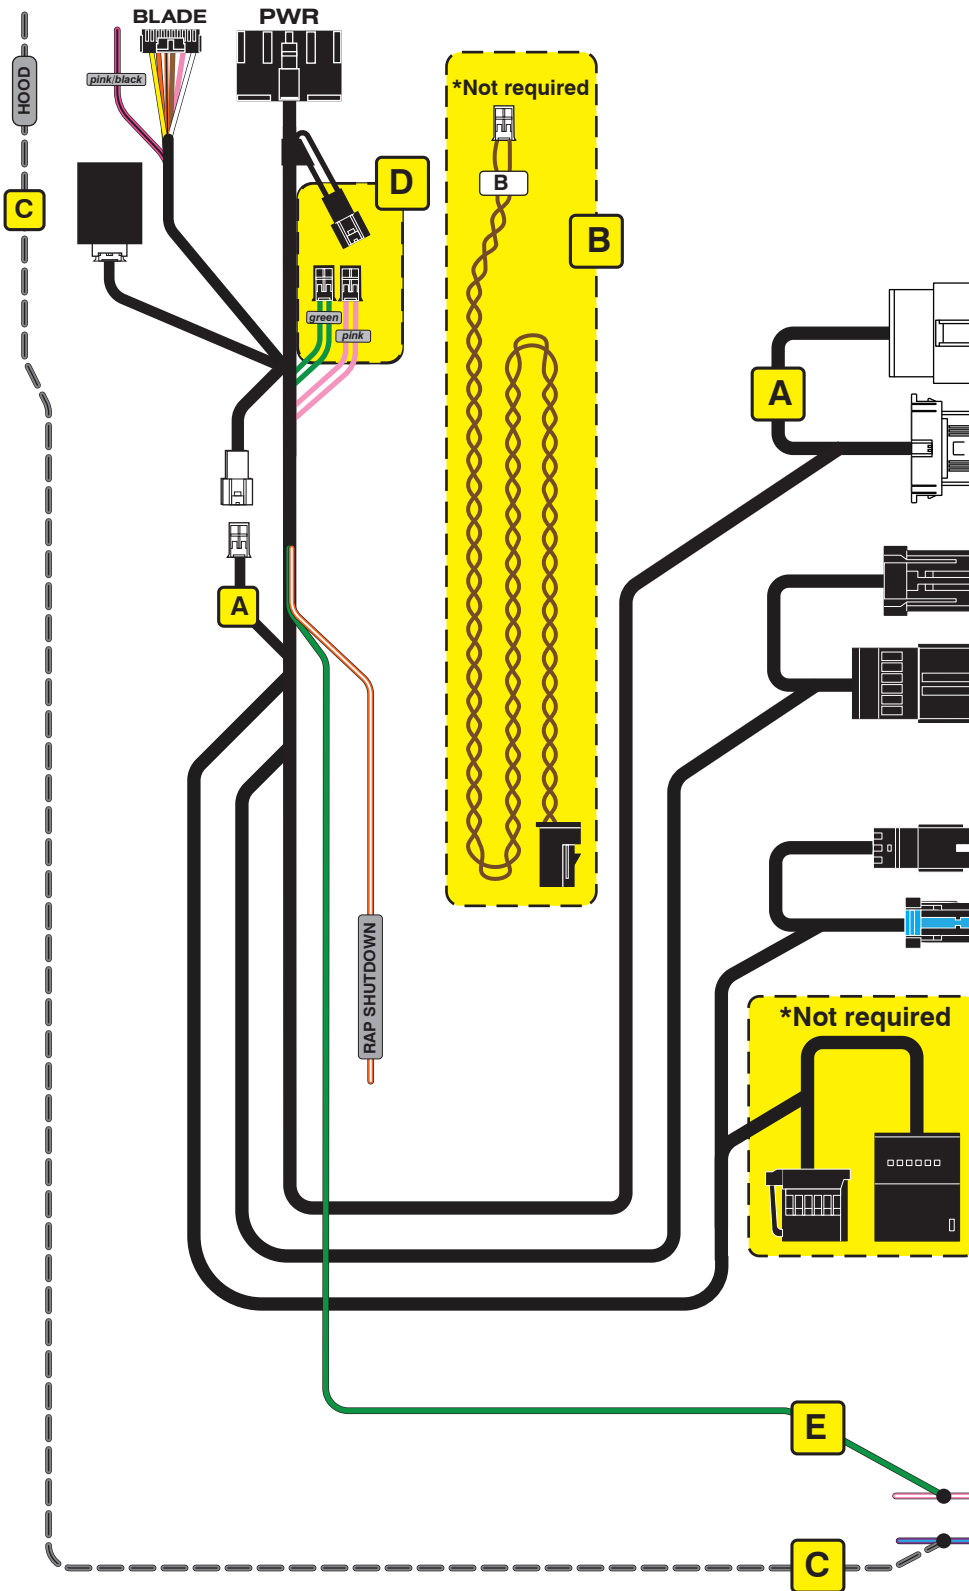 BLADE
PWR
HOOD
pink/black
*Not required
D
C
B
B
green
pink
A
A
RAP SHUTDOWN
*Not required
E
C